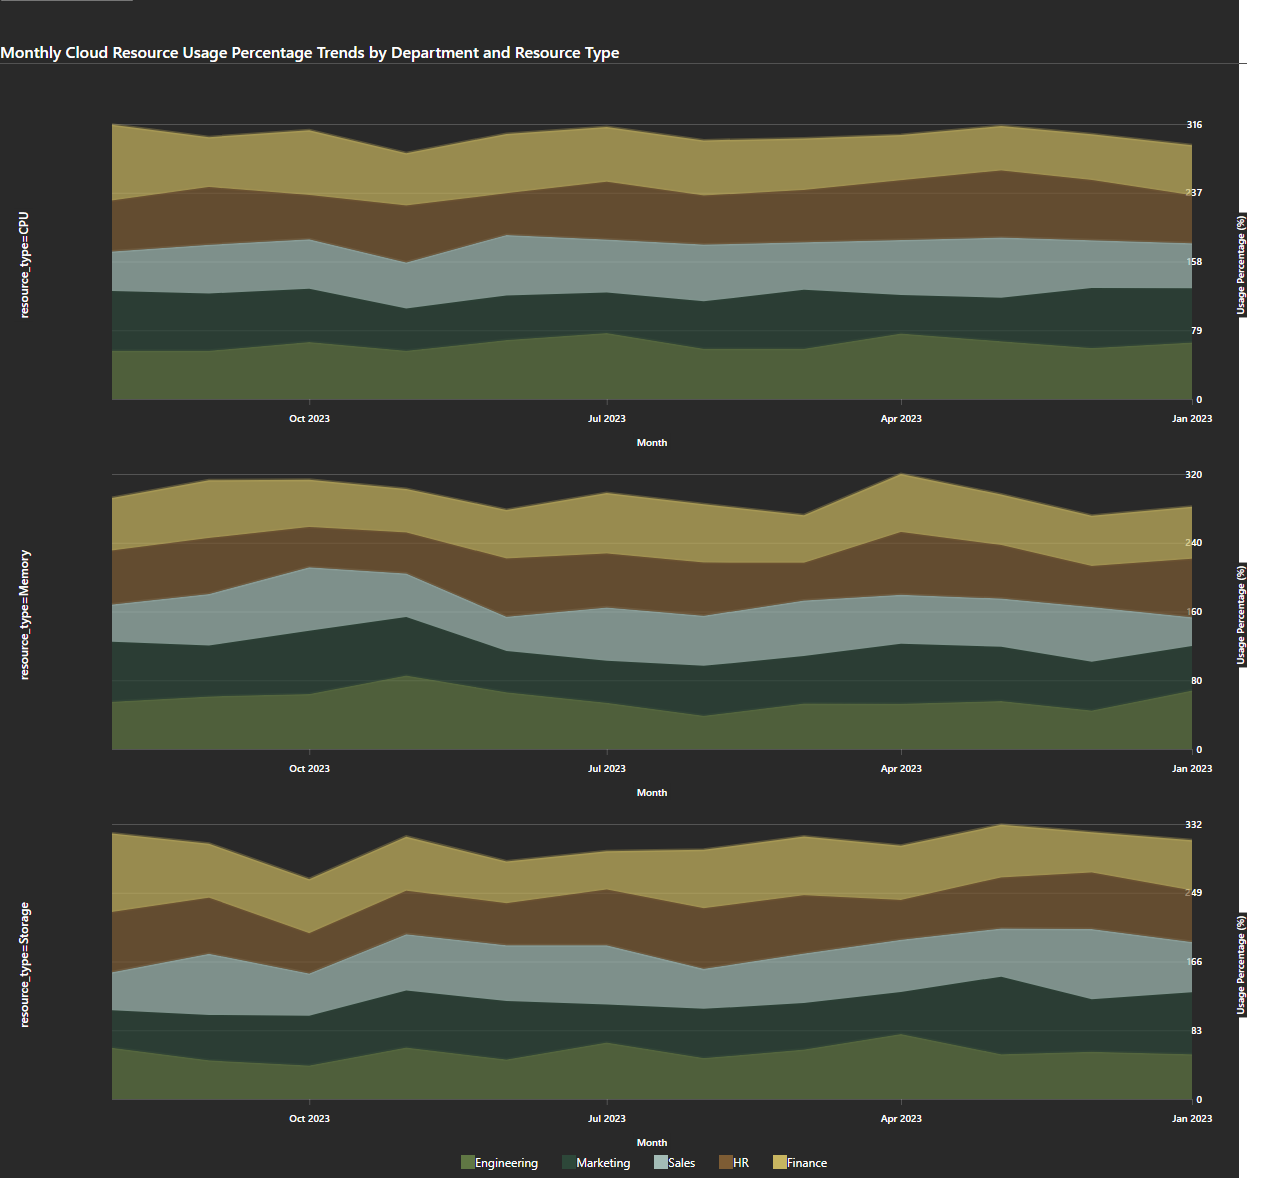 Monthly Cloud Resource Usage Percentage Trends by Department and Resource Type
resource_type=CPU
316
237
158
79
0
Usage Percentage (%)
Oct 2023
Jul 2023
Apr 2023
Jan 2023
Month
resource_type=Memory
320
240
160
80
0
Usage Percentage (%)
Oct 2023
Jul 2023
Apr 2023
Jan 2023
Month
resource_type=Storage
332
249
166
83
0
Usage Percentage (%)
Oct 2023
Jul 2023
Apr 2023
Jan 2023
Month
Engineering
Marketing
Sales
HR
Finance